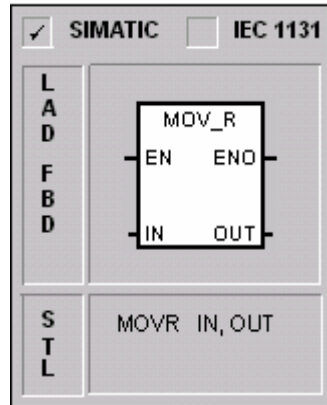 ✓ SIMATIC IEC 1131
L
A
D
F
B
D
MOV_R
EN ENO
IN OUT
S
T
L
MOVR IN, OUT